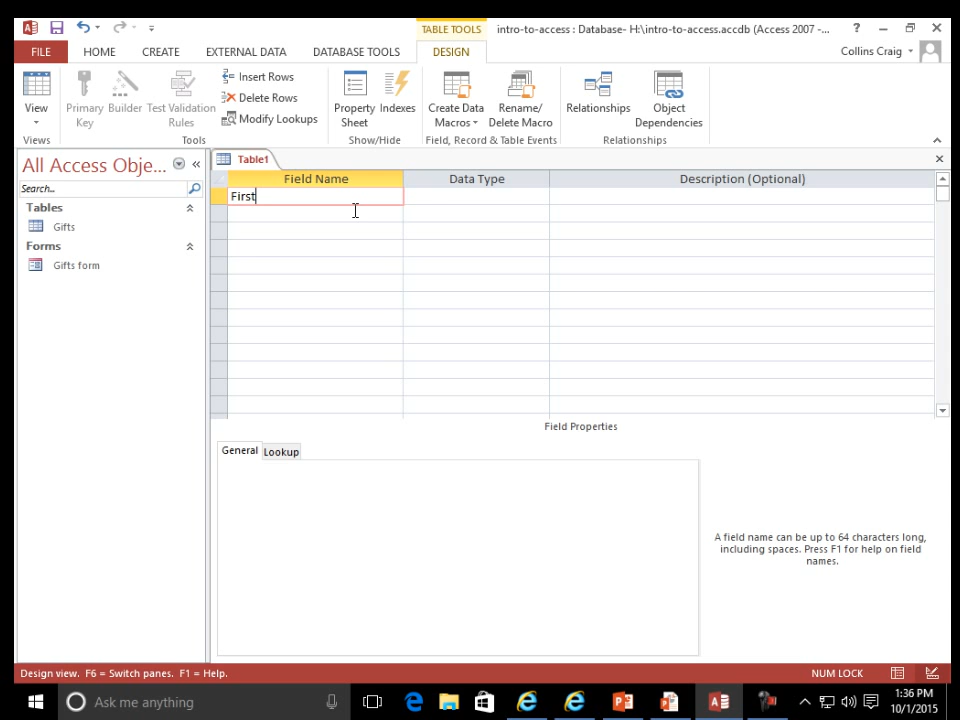 TABLE TOOLS
intro-to-access : Database- H:\intro-to-access.accdb (Access 2007 -...
?
FILE
HOME
CREATE
EXTERNAL DATA
DATABASE TOOLS
DESIGN
Collins Craig
View
Primary Key
Builder
Test Validation Rules
Insert Rows
Delete Rows
Modify Lookups
Property Sheet
Indexes
Create Data Macros
Rename/ Delete Macro
Relationships
Object Dependencies
Views
Tools
Show/Hide
Field, Record & Table Events
Relationships
All Access Obje...
Search..
Tables
Gifts
Forms
Gifts form
Table1
Field Name
Data Type
Description (Optional)
First
Field Properties
General
Lookup
A field name can be up to 64 characters long,
including spaces. Press F1 for help on field
names.
Design view. F6 = Switch panes. F1 = Help.
NUM LOCK
Ask me anything
1:36 PM
10/1/2015